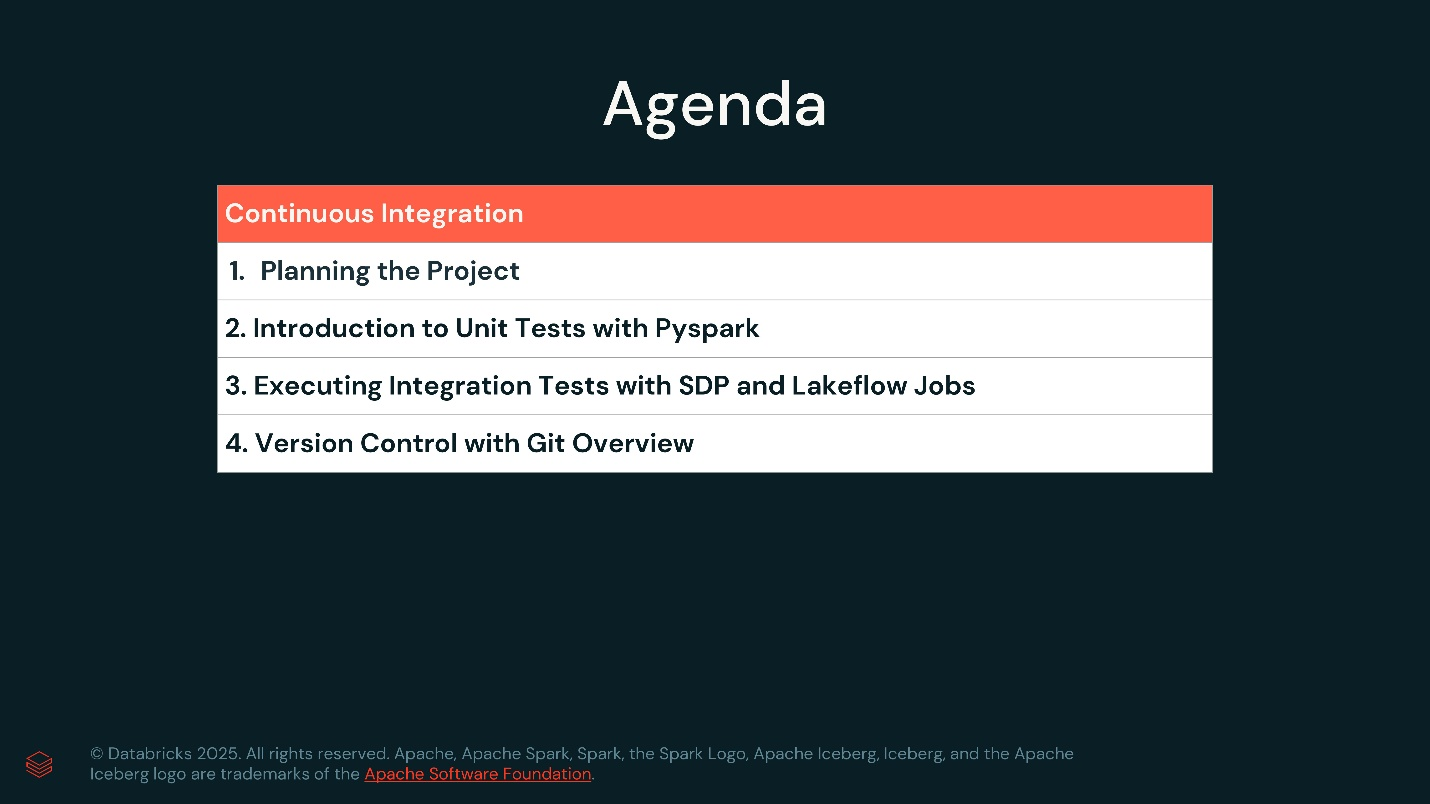 Agenda
Continuous Integration
1. Planning the Project
2. Introduction to Unit Tests with Pyspark
3. Executing Integration Tests with SDP and Lakeflow Jobs
4. Version Control with Git Overview
© Databricks 2025. All rights reserved. Apache, Apache Spark, Spark, the Spark Logo, Apache Iceberg, Iceberg, and the Apache
Iceberg logo are trademarks of the Apache Software Foundation.